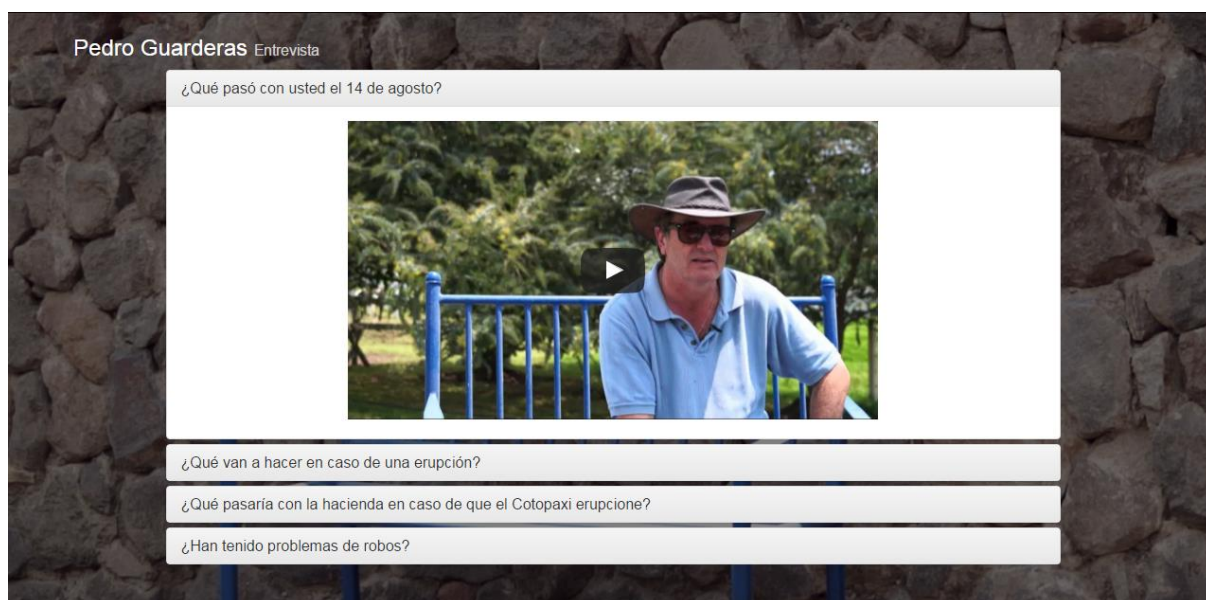 Pedro Guarderas Entrevista
¿Qué pasó con usted el 14 de agosto?
¿Qué van a hacer en caso de una erupción?
¿Qué pasaría con la hacienda en caso de que el Cotopaxi erupcione?
¿Han tenido problemas de robos?